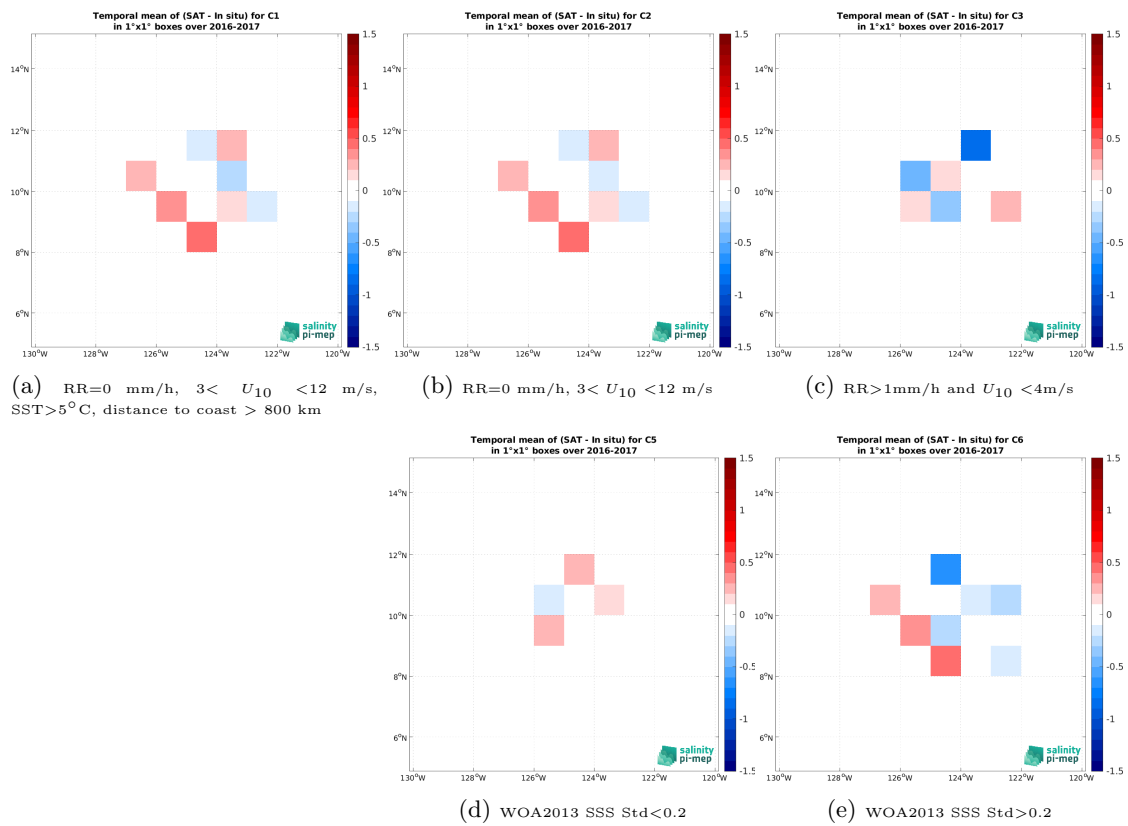 Temporal mean of (SAT - In situ) for C1
in 1°x1° boxes over 2016-2017
14°N
12°N
10°N
8°N
6°N
130°W 128°W 126°W 124°W 122°W 120°W
1.5
1
0.5
0
-0.5
-1
-1.5
salinity
pi-mep
(a) RR=0 mm/h, 3< U10 <12 m/s,
SST>5°C, distance to coast > 800 km
Temporal mean of (SAT - In situ) for C2
in 1°x1° boxes over 2016-2017
14°N
12°N
10°N
8°N
6°N
130°W 128°W 126°W 124°W 122°W 120°W
1.5
1
0.5
0
-0.5
-1
-1.5
salinity
pi-mep
(b) RR=0 mm/h, 3< U10 <12 m/s
Temporal mean of (SAT - In situ) for C3
in 1°x1° boxes over 2016-2017
14°N
12°N
10°N
8°N
6°N
130°W 128°W 126°W 124°W 122°W 120°W
1.5
1
0.5
0
-0.5
-1
-1.5
salinity
pi-mep
(c) RR>1mm/h and U10 <4m/s
Temporal mean of (SAT - In situ) for C5
in 1°x1° boxes over 2016-2017
14°N
12°N
10°N
8°N
6°N
130°W 128°W 126°W 124°W 122°W 120°W
1.5
1
0.5
0
-0.5
-1
-1.5
salinity
pi-mep
(d) WOA2013 SSS Std<0.2
Temporal mean of (SAT - In situ) for C6
in 1°x1° boxes over 2016-2017
14°N
12°N
10°N
8°N
6°N
130°W 128°W 126°W 124°W 122°W 120°W
1.5
1
0.5
0
-0.5
-1
-1.5
salinity
pi-mep
(e) WOA2013 SSS Std>0.2